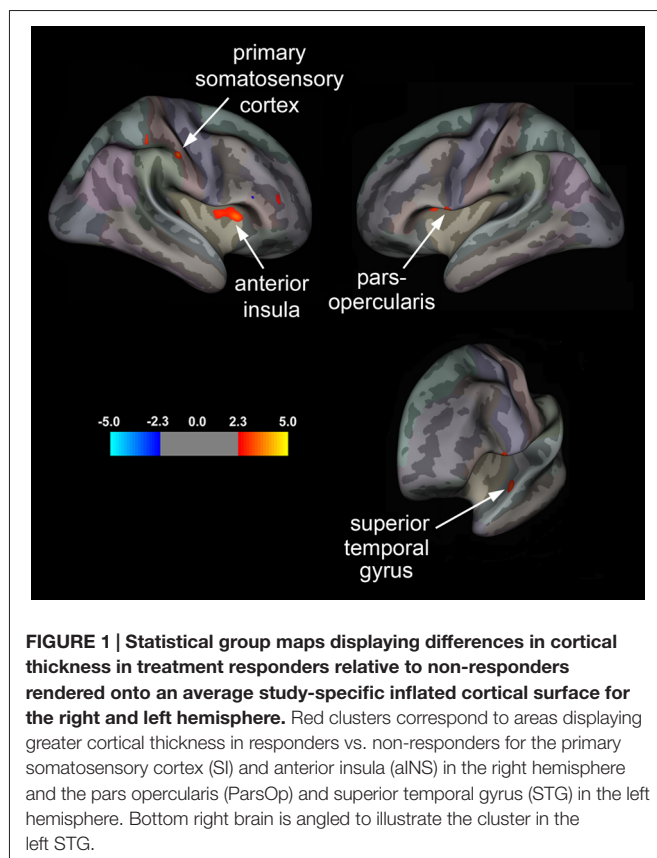 primary
somatosensory
cortex
anterior
insula
pars-
opercularis
-5.0 -2.3 0.0 2.3 5.0
superior
temporal
gyrus
FIGURE 1 | Statistical group maps displaying differences in cortical
thickness in treatment responders relative to non-responders
rendered onto an average study-specific inflated cortical surface for
the right and left hemisphere. Red clusters correspond to areas displaying
greater cortical thickness in responders vs. non-responders for the primary
somatosensory cortex (SI) and anterior insula (aINS) in the right hemisphere
and the pars opercularis (ParsOp) and superior temporal gyrus (STG) in the left
hemisphere. Bottom right brain is angled to illustrate the cluster in the
left STG.